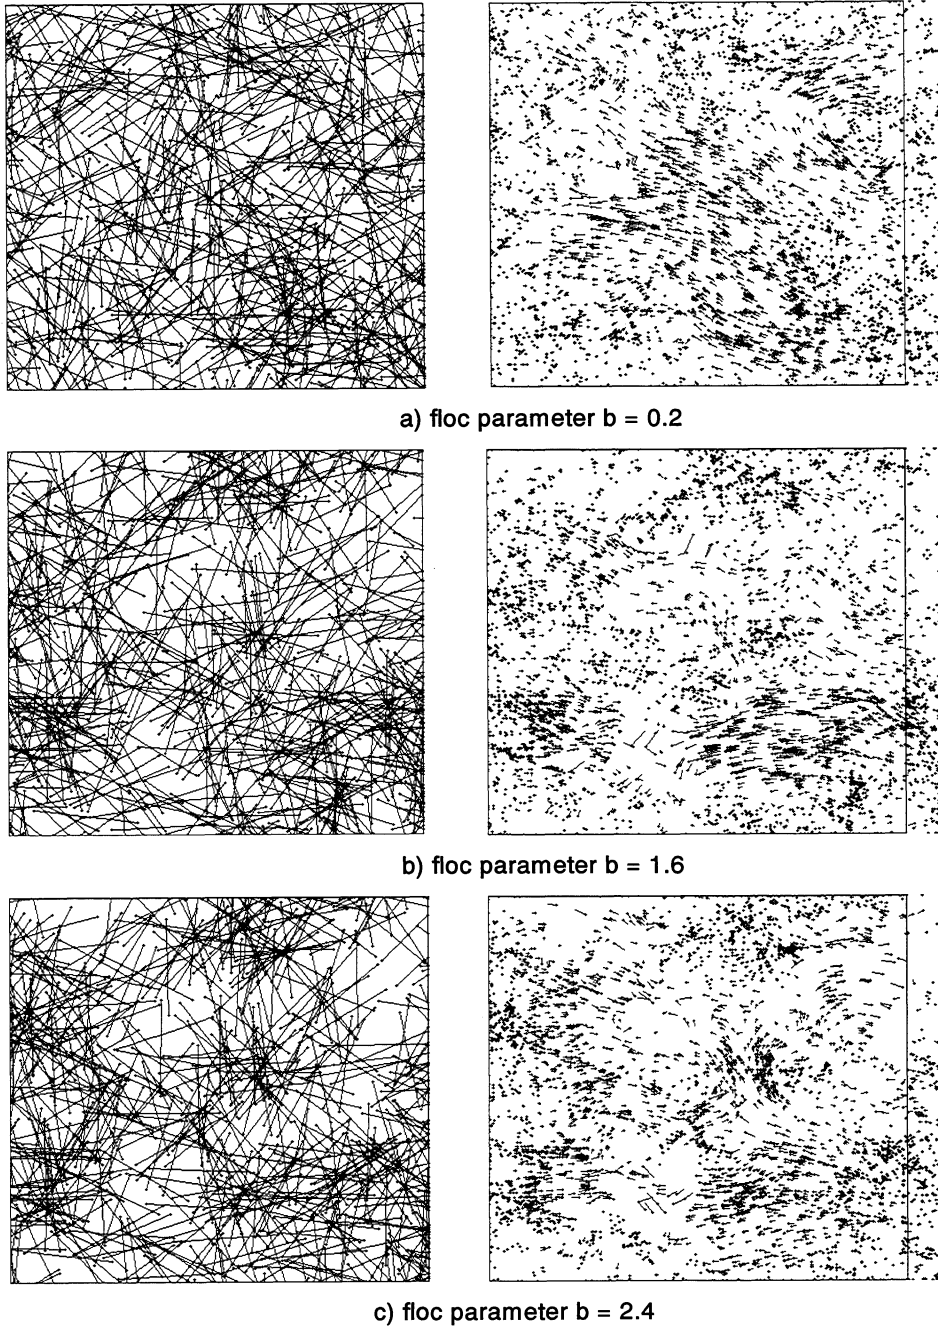 a) floc parameter b = 0.2
b) floc parameter b = 1.6
c) floc parameter b = 2.4